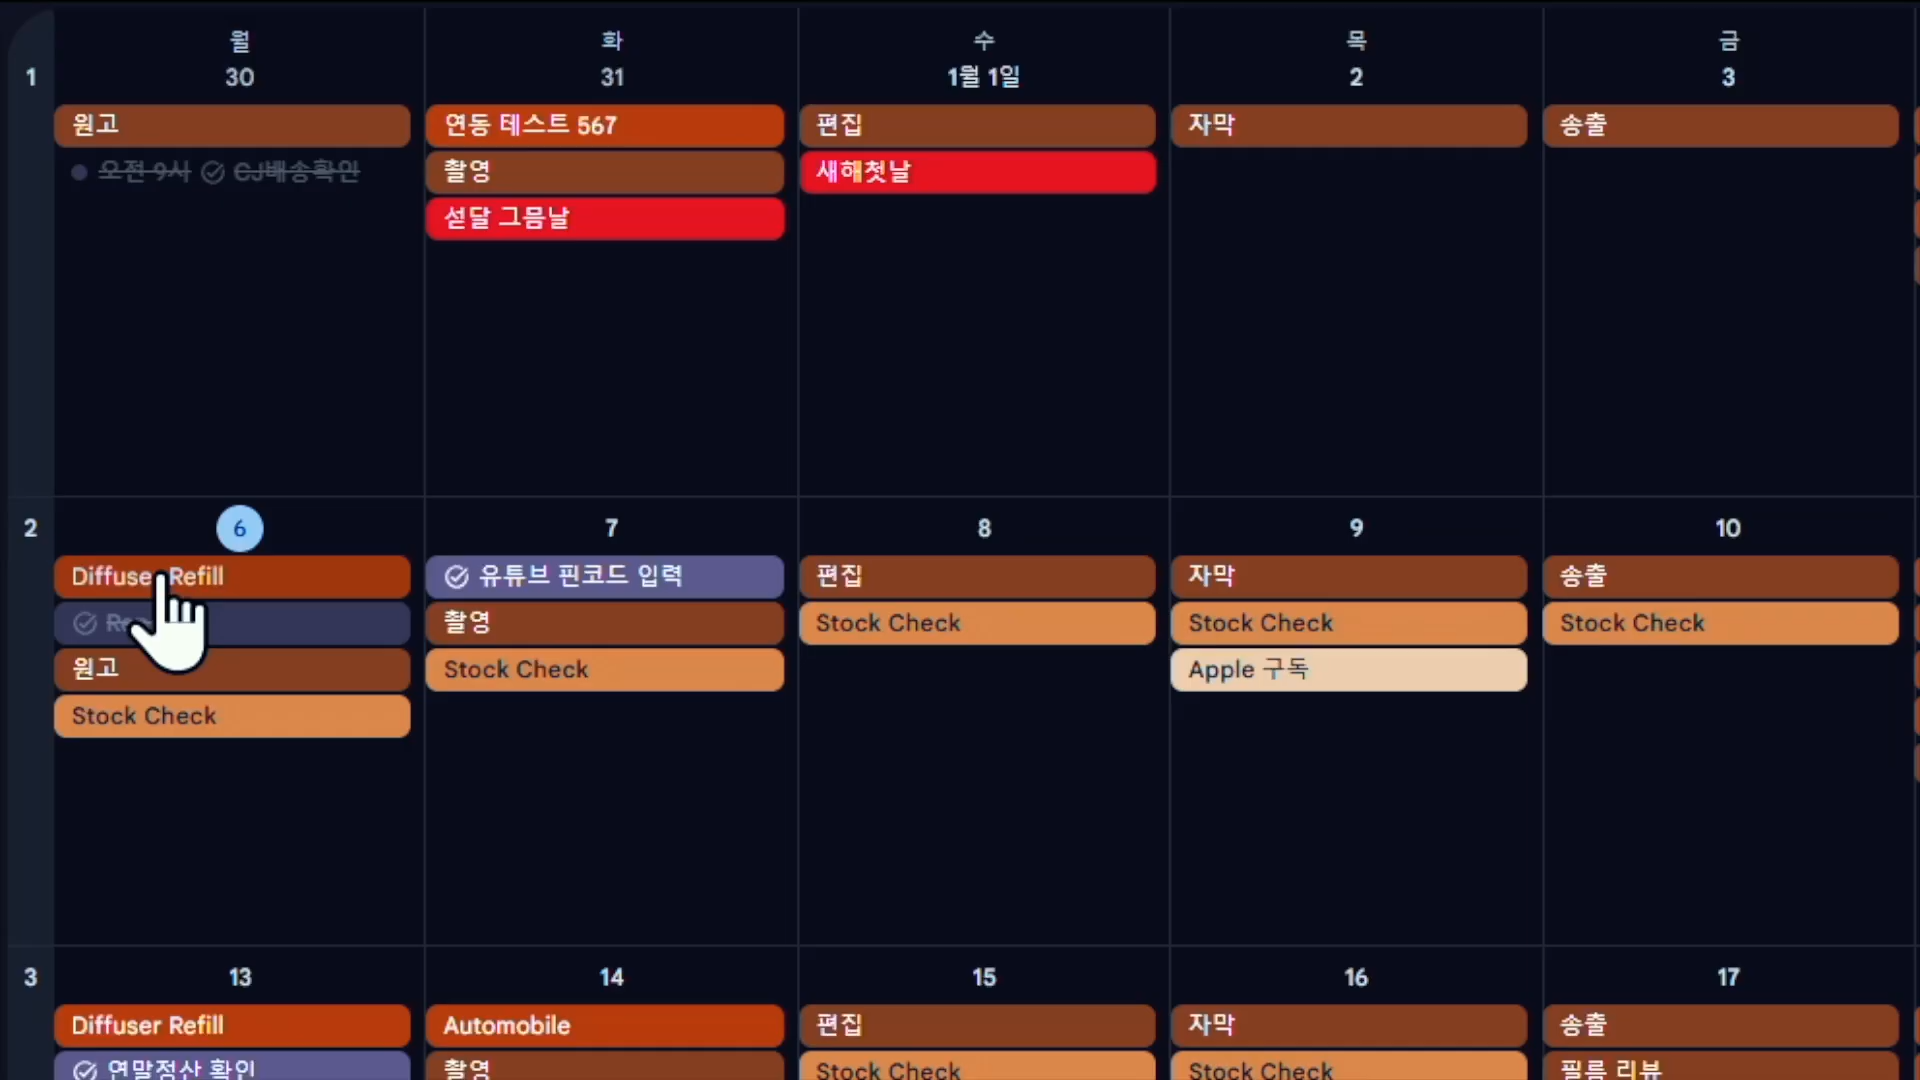 월 화 수 목 금
1 30 31 1월 1일 2 3
원고 연동 테스트 567 편집 자막 송출
오전 9시 CJ배송확인 촬영 새해첫날
섣달 그믐날
2 6 7 8 9 10
Diffuser Refill 유튜브 핀코드 입력 편집 자막 송출
촬영 Stock Check Stock Check Stock Check
원고 Stock Check Apple 구독
Stock Check
3 13 14 15 16 17
Diffuser Refill Automobile 편집 자막 송출
연말정산 확인 촬영 Stock Check Stock Check 필름 리뷰